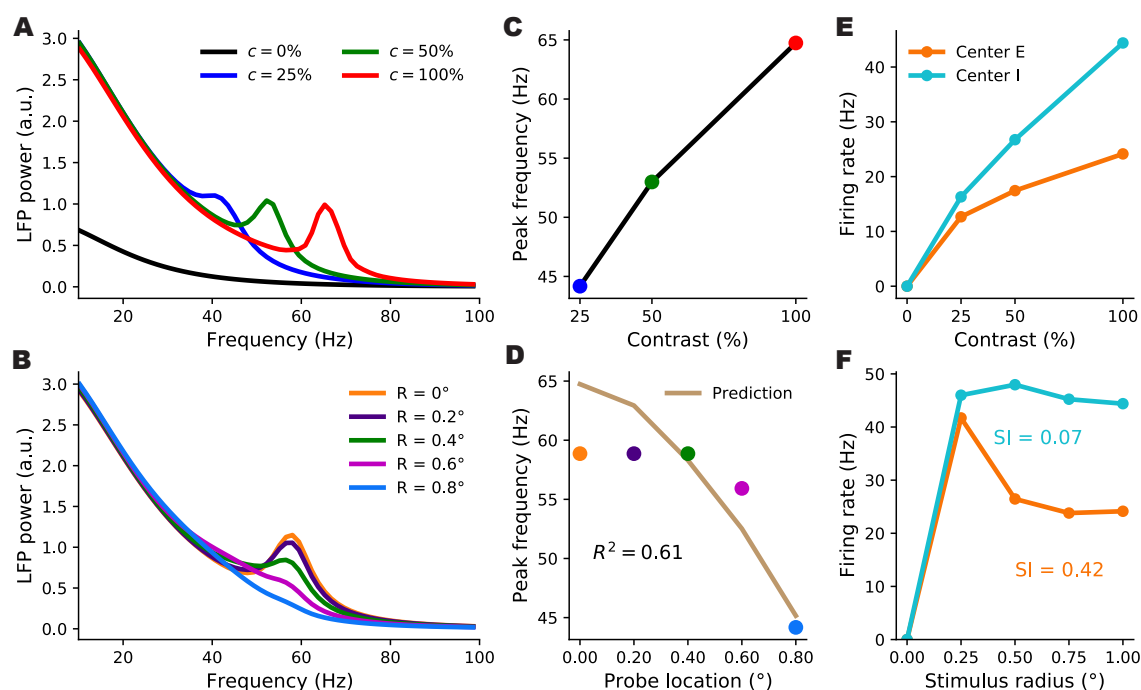 A
3.0
2.5
2.0
1.5
1.0
0.5
0.0
LFP power (a.u.)
c = 0%
c = 25%
c = 50%
c = 100%
20
40
60
80
100
Frequency (Hz)
C
65
60
55
50
45
Peak frequency (Hz)
25
50
100
Contrast (%)
E
40
30
20
10
0
Firing rate (Hz)
Center E
Center I
0
25
50
100
Contrast (%)
B
3.0
2.5
2.0
1.5
1.0
0.5
0.0
LFP power (a.u.)
R = 0°
R = 0.2°
R = 0.4°
R = 0.6°
R = 0.8°
20
40
60
80
100
Frequency (Hz)
D
65
60
55
50
45
Peak frequency (Hz)
Prediction
R² = 0.61
0.00
0.20
0.40
0.60
0.80
Probe location (°)
F
50
40
30
20
10
0
Firing rate (Hz)
SI = 0.07
SI = 0.42
0.00
0.25
0.50
0.75
1.00
Stimulus radius (°)